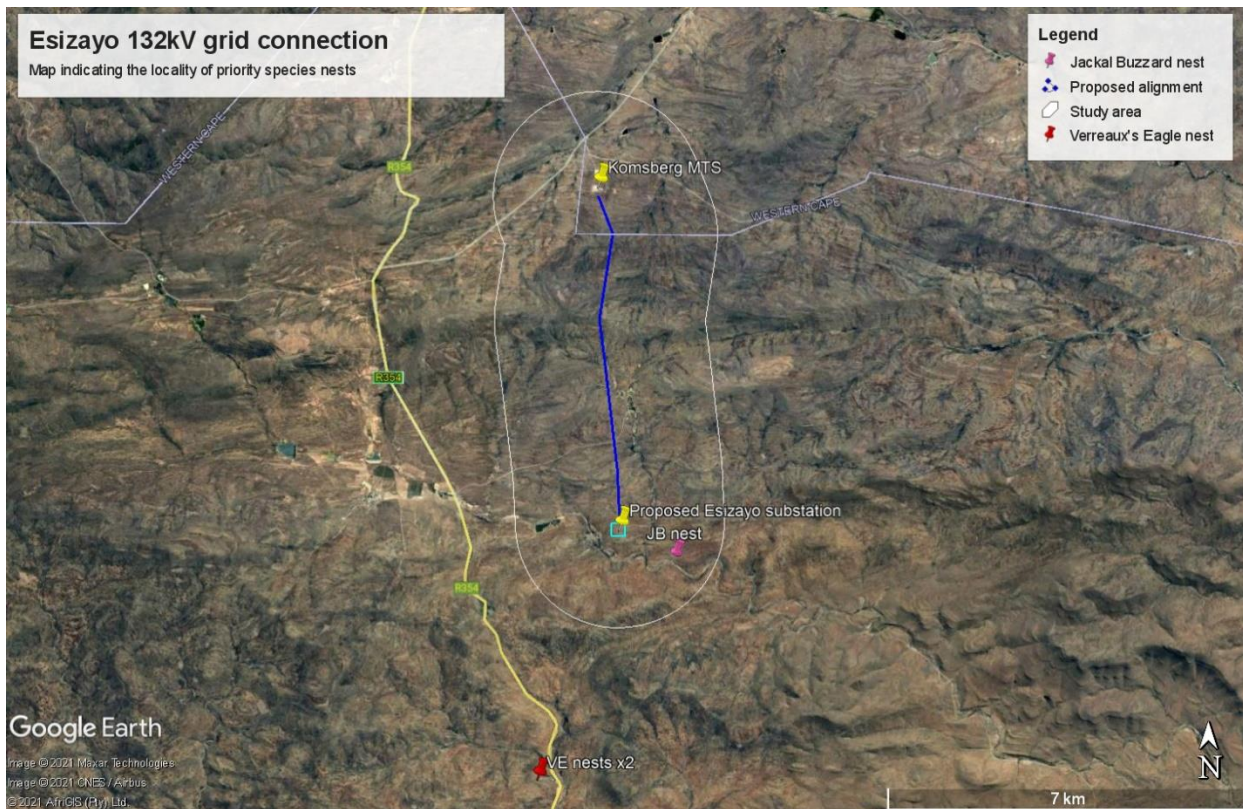 Esizayo 132kV grid connection
Map indicating the locality of priority species nests
Legend
Jackal Buzzard nest
Proposed alignment
Study area
Verreaux's Eagle nest
WESTERN CAPE
R354
Komsberg MTS
WESTERN CAPE
R354
Proposed Esizayo substation
JB nest
R354
VE nests x2
Google Earth
Image © 2021 Maxar Technologies
Image © 2021 CNES / Airbus
© 2021 AfriGIS (Pty) Ltd.
N
7 km